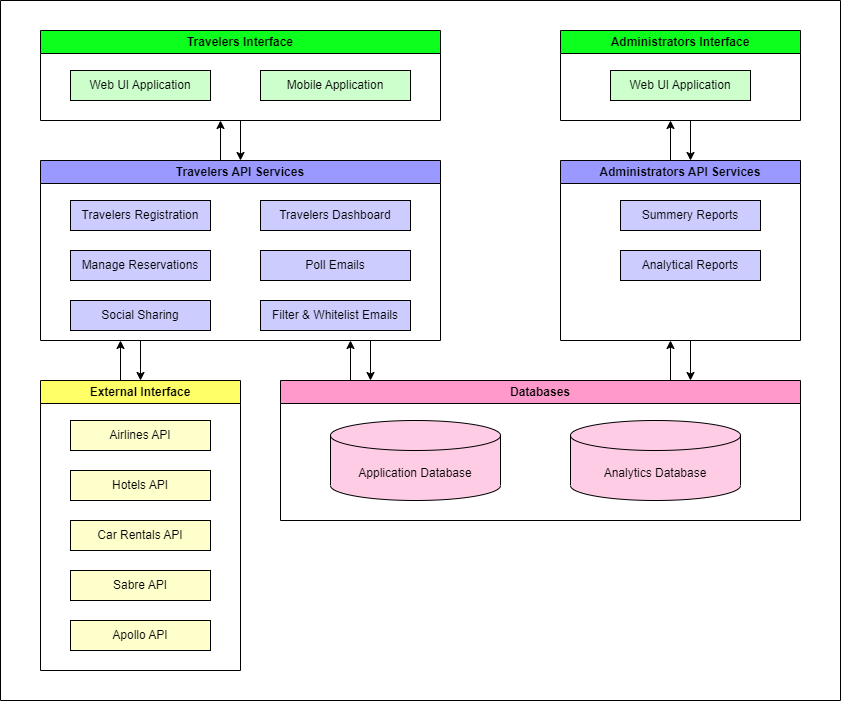 Travelers Interface
Web UI Application
Mobile Application
Administrators Interface
Web UI Application
Travelers API Services
Travelers Registration
Travelers Dashboard
Manage Reservations
Poll Emails
Social Sharing
Filter & Whitelist Emails
Administrators API Services
Summery Reports
Analytical Reports
External Interface
Airlines API
Hotels API
Car Rentals API
Sabre API
Apollo API
Databases
Application Database
Analytics Database